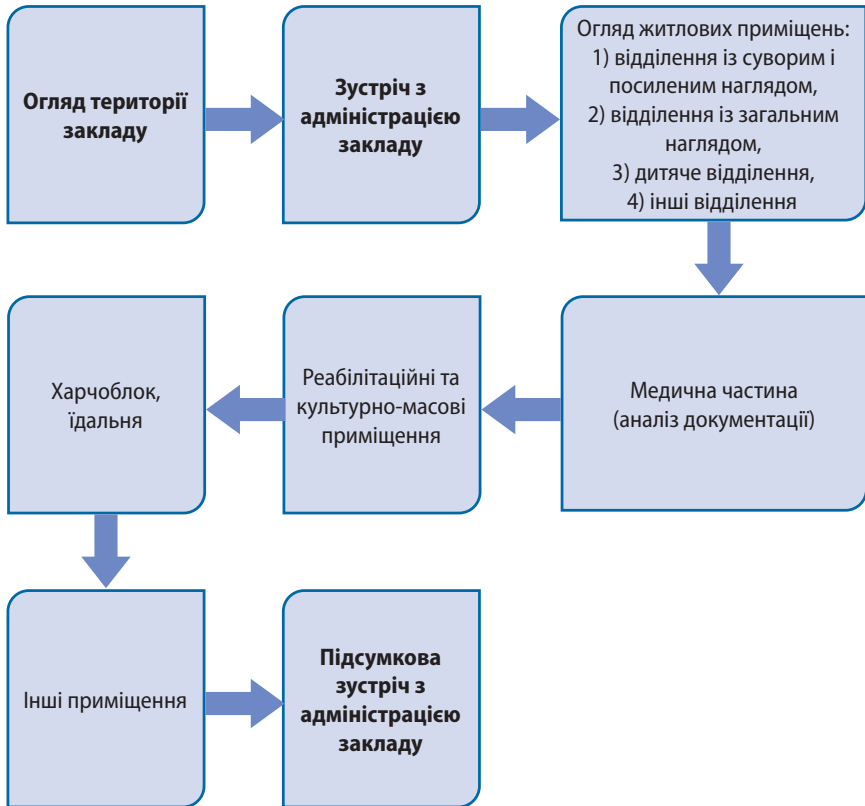 Огляд території
закладу
Зустріч з
адміністрацією
закладу
Огляд житлових приміщень:
1) відділення із суворим і
посиленим наглядом,
2) відділення із загальним
наглядом,
3) дитяче відділення,
4) інші відділення
Медична частина
(аналіз документації)
Реабілітаційні та
культурно-масові
приміщення
Харчоблок,
їдальня
Інші приміщення
Підсумкова
зустріч з
адміністрацією
закладу